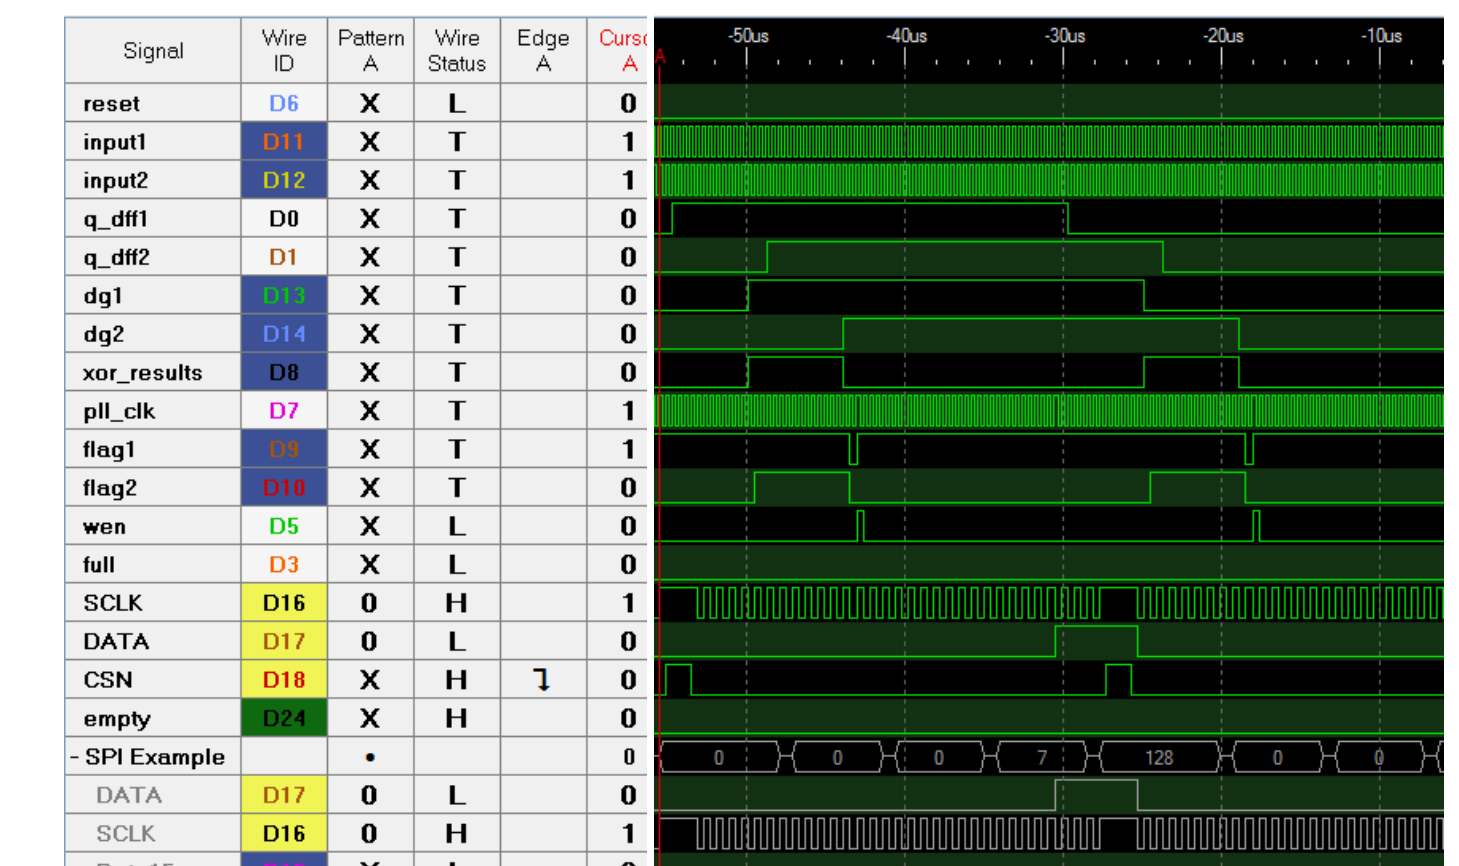 Signal Wire ID Pattern A Wire Status Edge A A -50us -40us -30us -20us -10us
A
reset D6 X L 0
input1 D11 X T 1
input2 D12 X T 1
q_dff1 D0 X T 0
q_dff2 D1 X T 0
dg1 D13 X T 0
dg2 D14 X T 0
xor_results D8 X T 0
pll_clk D7 X T 1
flag1 D9 X T 1
flag2 D10 X T 0
wen D5 X L 0
full D3 X L 0
SCLK D16 0 H 1
DATA D17 0 L 0
CSN D18 X H 0
empty D24 X H 0
- SPI Example • 0 0 0 0 7 128 0 0
DATA D17 0 L 0
SCLK D16 0 H 1